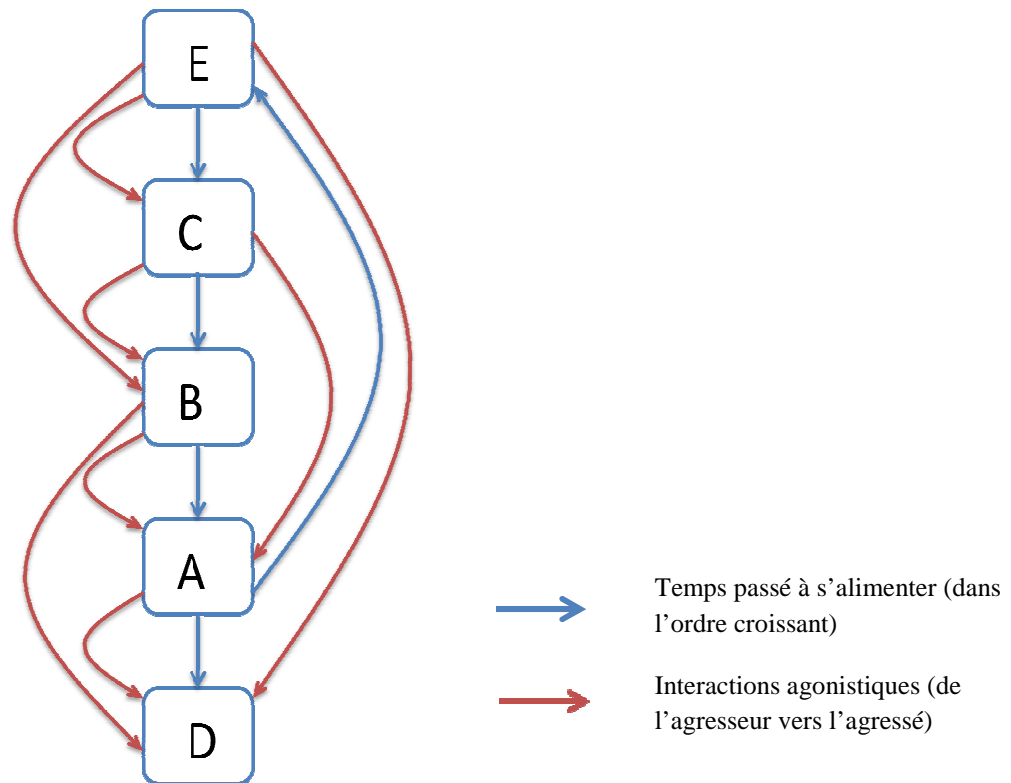 E
C
B
A
D
Temps passé à s’alimenter (dans
l’ordre croissant)
Interactions agonistiques (de
l’agresseur vers l’agressé)